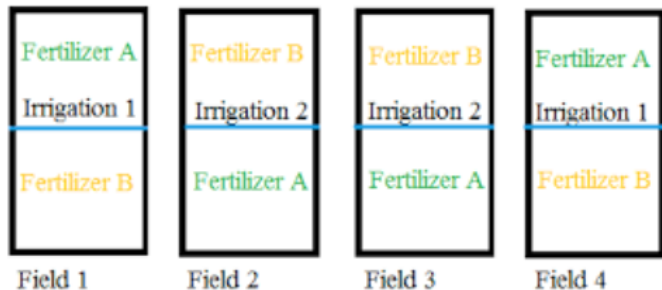 Fertilizer A
Irrigation 1
Fertilizer B
Field 1
Fertilizer B
Irrigation 2
Fertilizer A
Field 2
Fertilizer B
Irrigation 2
Fertilizer A
Field 3
Fertilizer A
Irrigation 1
Fertilizer B
Field 4